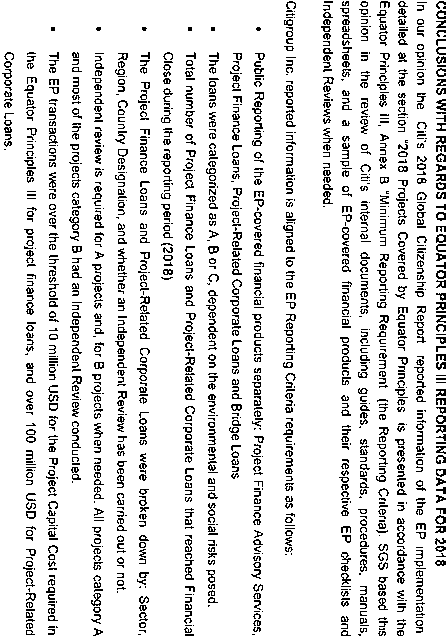 CONCLUSIONS WITH REGARDS TO EQUATOR PRINCIPLES III REPORTING DATA FOR 2018
In our opinion the Citi's 2018 Global Citizenship Report reported information of the EP implementation
detailed at the section "2018 Projects Covered by Equator Principles is presented in accordance with the
Equator Principles III, Annex B "Minimum Reporting Requirement (the Reporting Criteria). SGS based this
opinion in the review of Citi's internal documents, including guides, standards, procedures, manuals,
spreadsheets, and a sample of EP-covered financial products and their respective EP checklists and
Independent Reviews when needed.
Citigroup Inc. reported information is aligned to the EP Reporting Criteria requirements as follows:
• Public Reporting of the EP-covered financial products separately: Project Finance Advisory Services,
Project Finance Loans, Project-Related Corporate Loans and Bridge Loans
• The loans were categorized as A, B or C, dependent on the environmental and social risks posed.
• Total number of Project Finance Loans and Project-Related Corporate Loans that reached Financial
Close during the reporting period (2018)
• The Project Finance Loans and Project-Related Corporate Loans were broken down by: Sector,
Region, Country Designation, and whether an Independent Review has been carried out or not.
• Independent review is required for A projects and, for B projects when needed. All projects category A
and most of the projects category B had an Independent Review conducted.
• The EP transactions were over the threshold of 10 million USD for the Project Capital Cost required in
the Equator Principles III for project finance loans, and over 100 million USD for Project-Related
Corporate Loans.